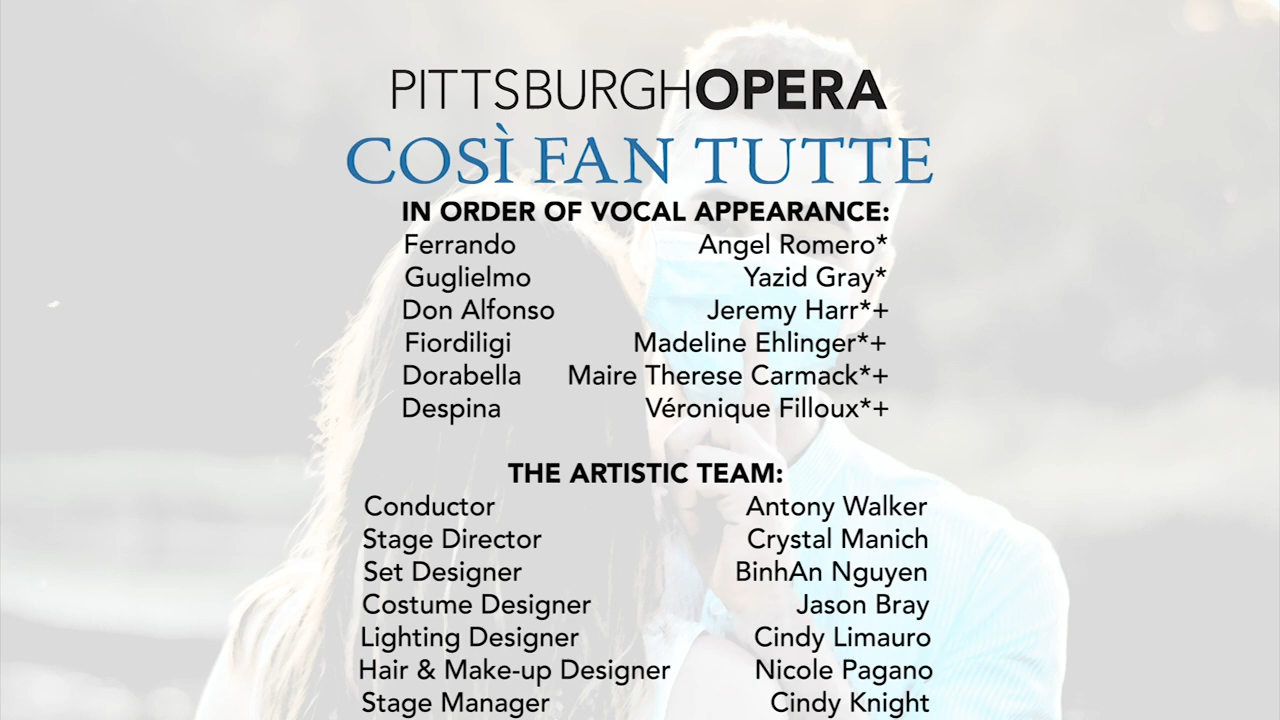 PITTSBURGHOPERA
COSÌ FAN TUTTE
IN ORDER OF VOCAL APPEARANCE:
Ferrando Angel Romero*
Guglielmo Yazid Gray*
Don Alfonso Jeremy Harr*+
Fiordiligi Madeline Ehlinger*+
Dorabella Maire Therese Carmack*+
Despina Véronique Filloux*+
THE ARTISTIC TEAM:
Conductor Antony Walker
Stage Director Crystal Manich
Set Designer BinhAn Nguyen
Costume Designer Jason Bray
Lighting Designer Cindy Limauro
Hair & Make-up Designer Nicole Pagano
Stage Manager Cindy Knight